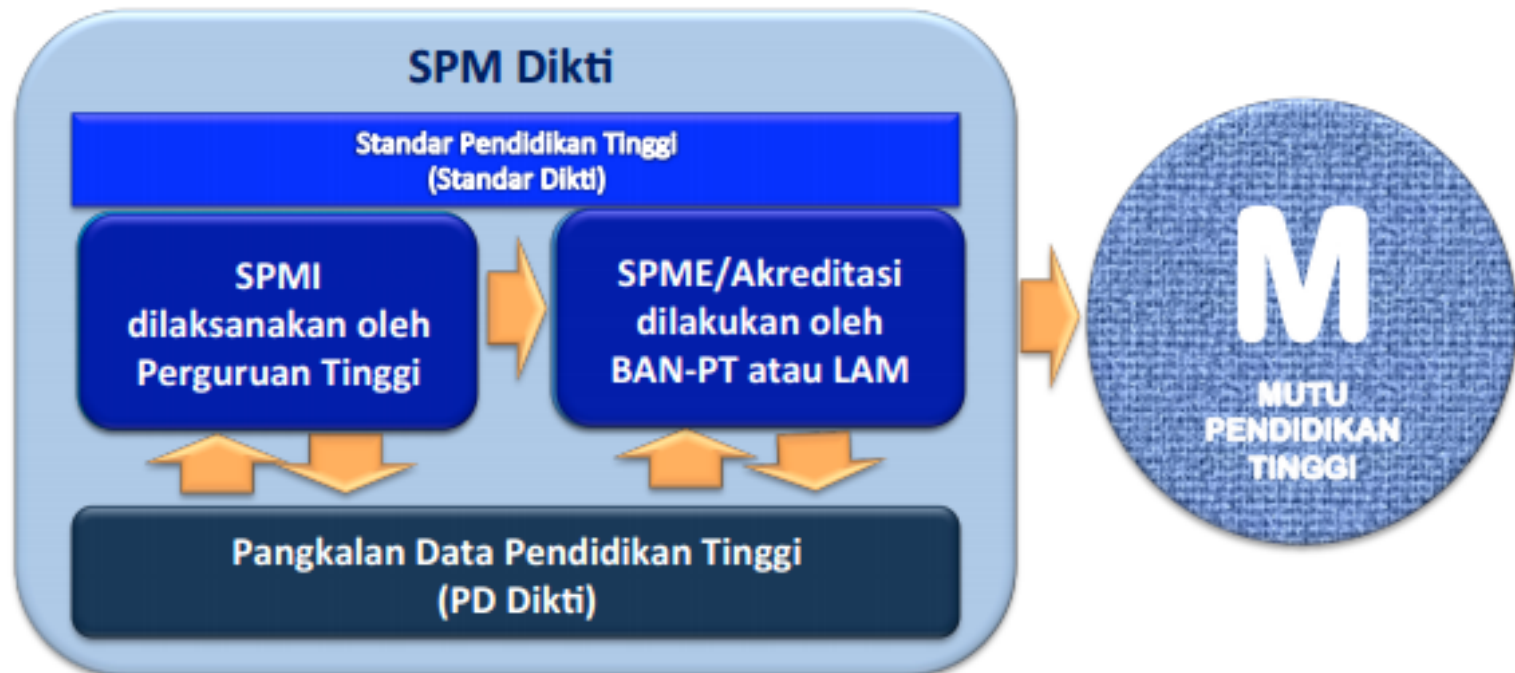 SPM Dikti
Standar Pendidikan Tinggi
(Standar Dikti)
SPMI
dilaksanakan oleh
Perguruan Tinggi
SPME/Akreditasi
dilakukan oleh
BAN-PT atau LAM
Pangkalan Data Pendidikan Tinggi
(PD Dikti)
M
MUTU
PENDIDIKAN
TINGGI